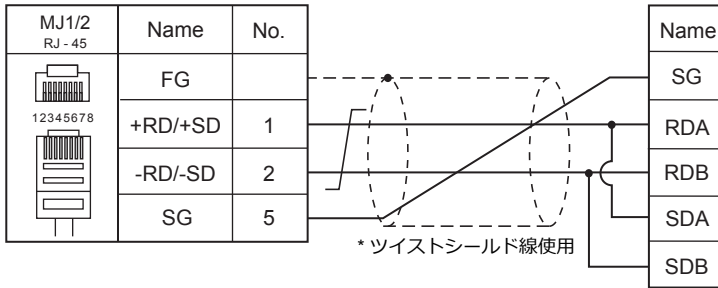 MJ1/2
RJ - 45
Name
No.
Name
FG
SG
12345678
+RD/+SD
1
RDA
-RD/-SD
2
RDB
SG
5
SDA
* ツイストシールド線使用
SDB